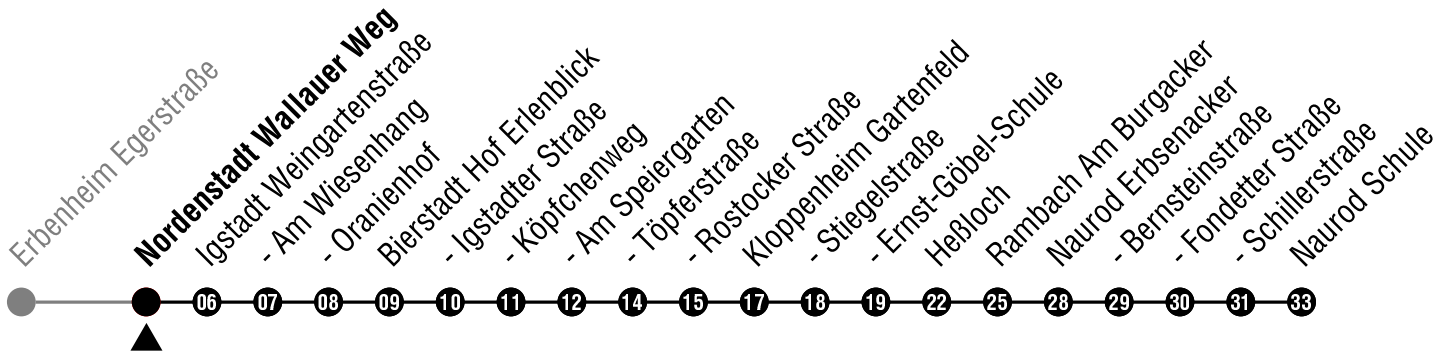 Erbenheim Egerstraße
Nordenstadt Wallauer Weg
Igstadt Weingartenstraße
- Am Wiesenhang
- Oranienhof
Bierstadt Hof Erlenblick
- Igstadter Straße
- Köpfchenweg
- Am Speiergarten
- Töpferstraße
- Rostocker Straße
Kloppenheim Gartenfeld
- Stiegelstraße
- Ernst-Göbel-Schule
Heßloch
Rambach Am Burgacker
Naurod Erbsenacker
- Bernsteinstraße
- Fondetter Straße
- Schillerstraße
Naurod Schule
06 07 08 09 10 11 12 14 15 17 18 19 22 25 28 29 30 31 33